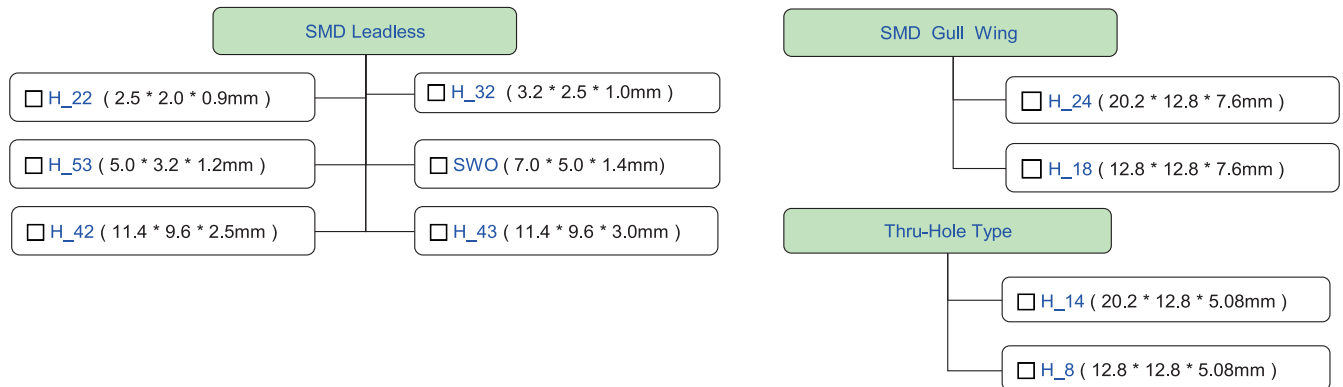 SMD Leadless
☐ H_22 ( 2.5 * 2.0 * 0.9mm )
☐ H_32 ( 3.2 * 2.5 * 1.0mm )
☐ H_53 ( 5.0 * 3.2 * 1.2mm )
☐ SWO ( 7.0 * 5.0 * 1.4mm)
☐ H_42 ( 11.4 * 9.6 * 2.5mm )
☐ H_43 ( 11.4 * 9.6 * 3.0mm )
SMD Gull Wing
☐ H_24 ( 20.2 * 12.8 * 7.6mm )
☐ H_18 ( 12.8 * 12.8 * 7.6mm )
Thru-Hole Type
☐ H_14 ( 20.2 * 12.8 * 5.08mm )
☐ H_8 ( 12.8 * 12.8 * 5.08mm )